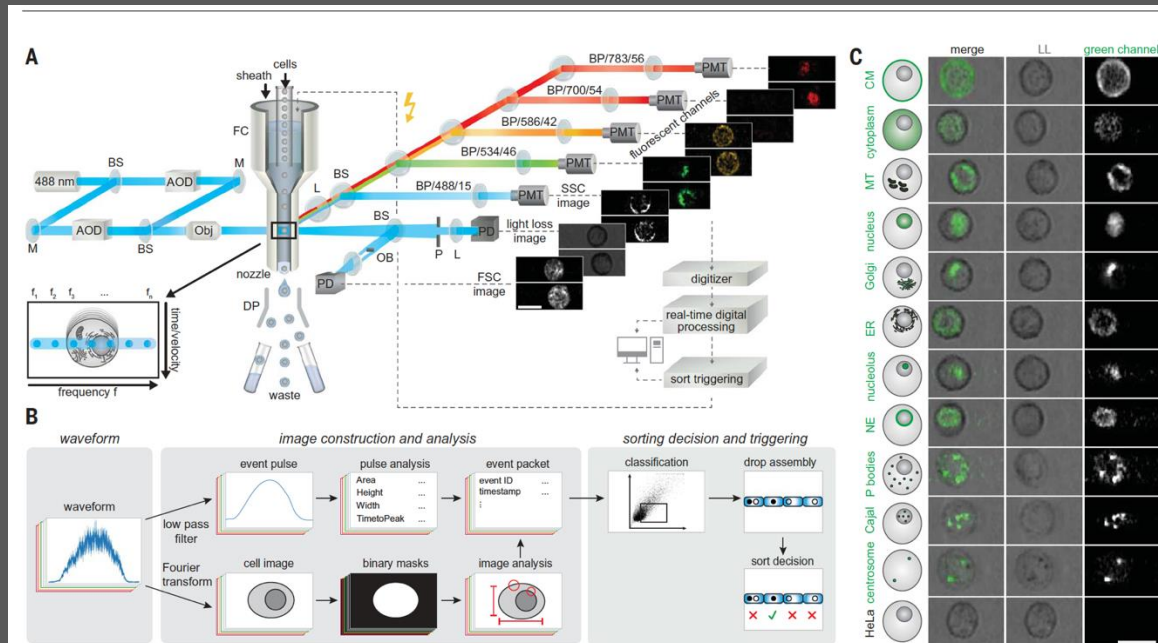 A
cells
sheath
FC
BS
M
488 nm
AOD
M
AOD
BS
Obj
L
BS
BP/783/56
PMT
BP/700/54
PMT
BP/586/42
PMT
fluorescent channels
BP/534/46
PMT
BP/488/15
PMT
SSC
image
BS
OB
P
L
PD
light loss
image
PD
FSC
image
nozzle
DP
waste
f₁ f₂ f₃ ... fₙ
time/velocity
frequency f
digitizer
real-time digital
processing
sort triggering
B
waveform
image construction and analysis
sorting decision and triggering
waveform
low pass
filter
Fourier
transform
event pulse
pulse analysis
Area ...
Height ...
Width ...
TimetoPeak ...
event packet
event ID ...
timestamp ...
⋮
cell image
binary masks
image analysis
classification
drop assembly
sort decision
C
merge
LL
green channel
CM
cytoplasm
MT
nucleus
Golgi
ER
nucleolus
NE
P bodies
Cajal
centrosome
HeLa